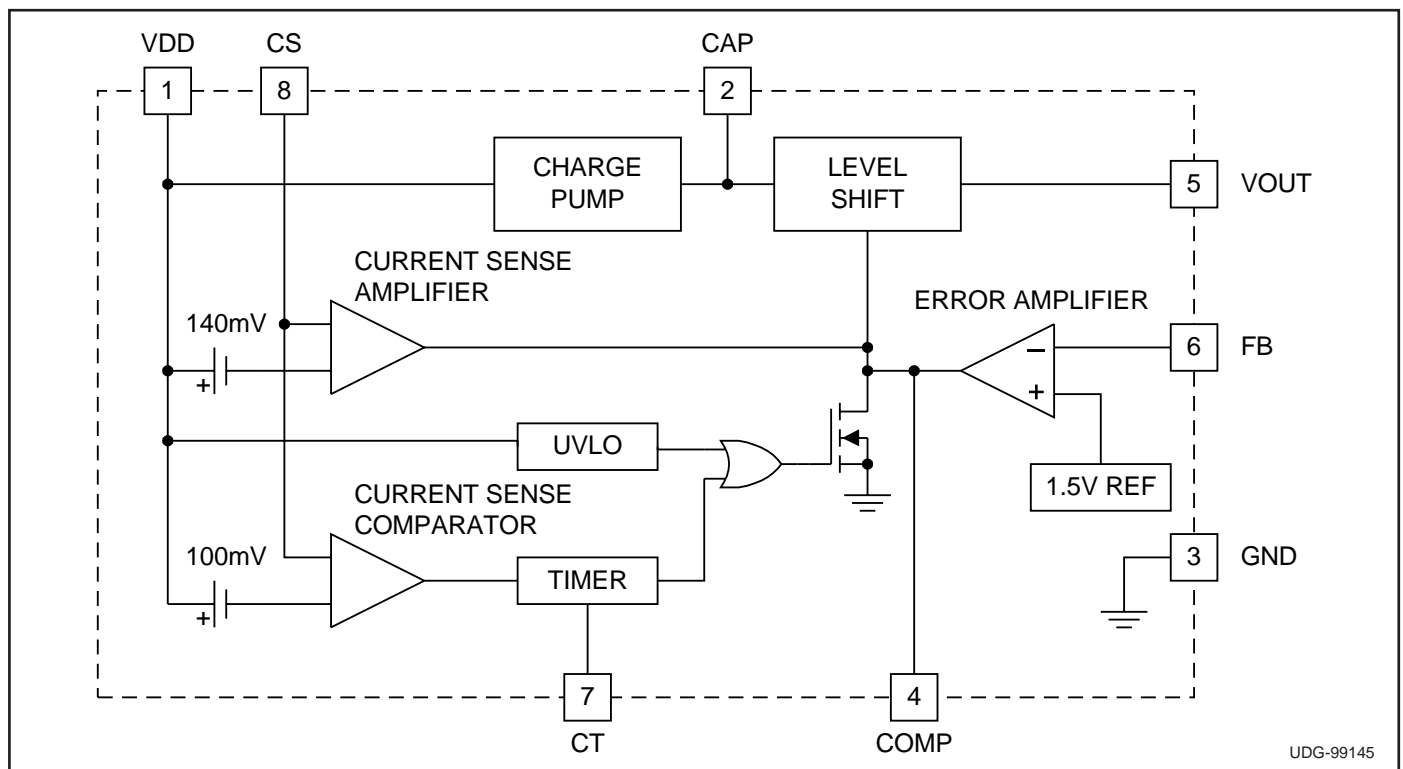 VDD
CS
CAP
1
8
2
CHARGE
PUMP
LEVEL
SHIFT
5
VOUT
CURRENT SENSE
AMPLIFIER
ERROR AMPLIFIER
140mV
+
−
+
6
FB
UVLO
1.5V REF
CURRENT SENSE
COMPARATOR
100mV
+
TIMER
3
GND
7
4
CT
COMP
UDG-99145